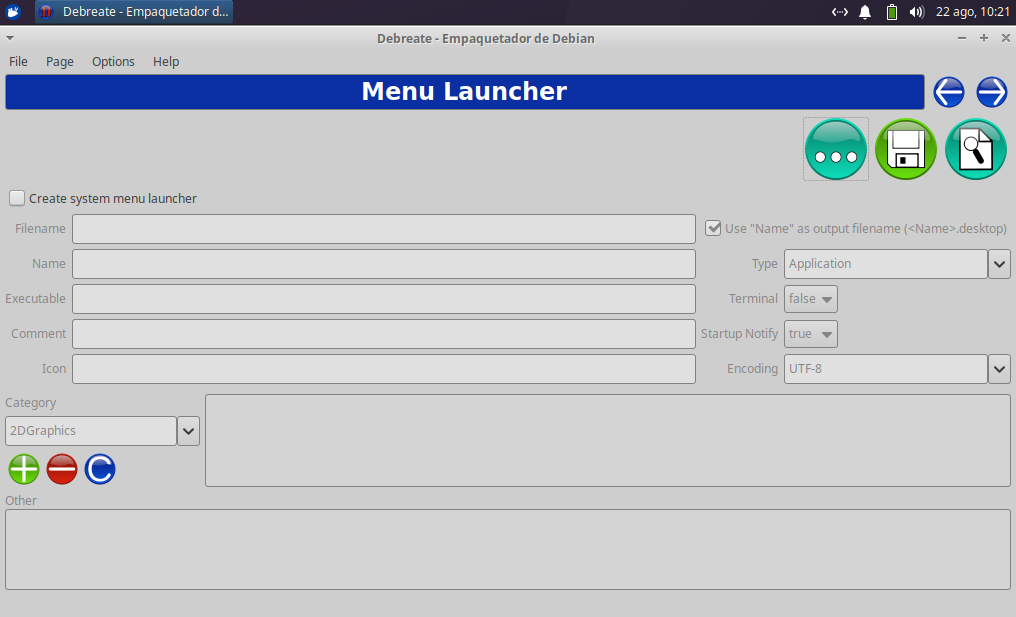 Debreate - Empaquetador d... 22 ago, 10:21
Debreate - Empaquetador de Debian
File Page Options Help
Menu Launcher
Create system menu launcher
Filename Use "Name" as output filename (<Name>.desktop)
Name Type Application
Executable Terminal false
Comment Startup Notify true
Icon Encoding UTF-8
Category
2DGraphics
Other